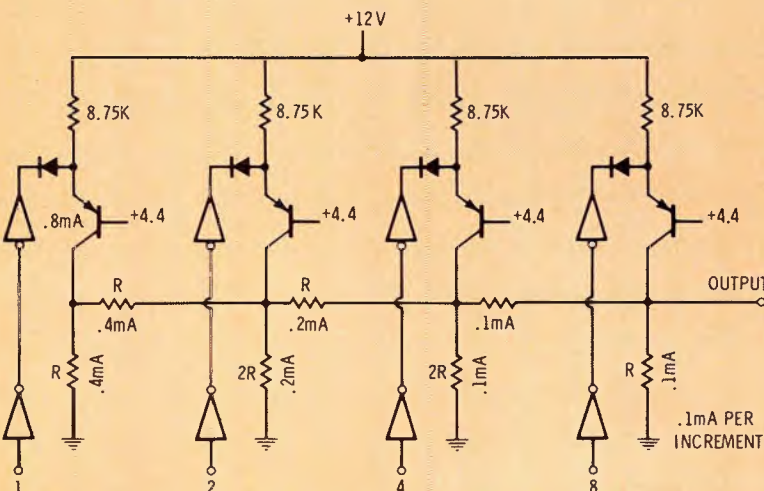 +12V
8.75K
8.75K
8.75K
8.75K
.8mA
+4.4
+4.4
+4.4
+4.4
R
R
OUTPUT
.4mA
.2mA
.1mA
R
.4mA
2R
.2mA
2R
.1mA
R
.1mA
.1mA PER
INCREMENT
1
2
4
8